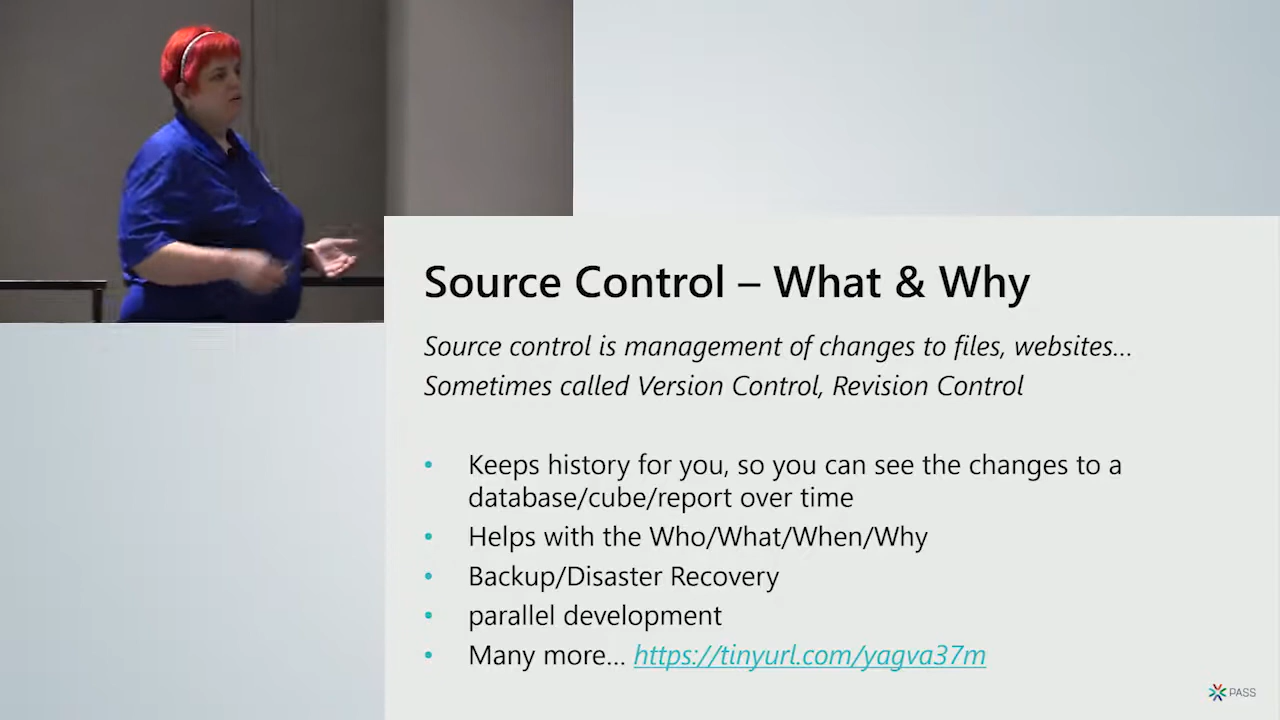 Source Control – What & Why
Source control is management of changes to files, websites…
Sometimes called Version Control, Revision Control
• Keeps history for you, so you can see the changes to a
database/cube/report over time
• Helps with the Who/What/When/Why
• Backup/Disaster Recovery
• parallel development
• Many more… https://tinyurl.com/yagva37m
PASS